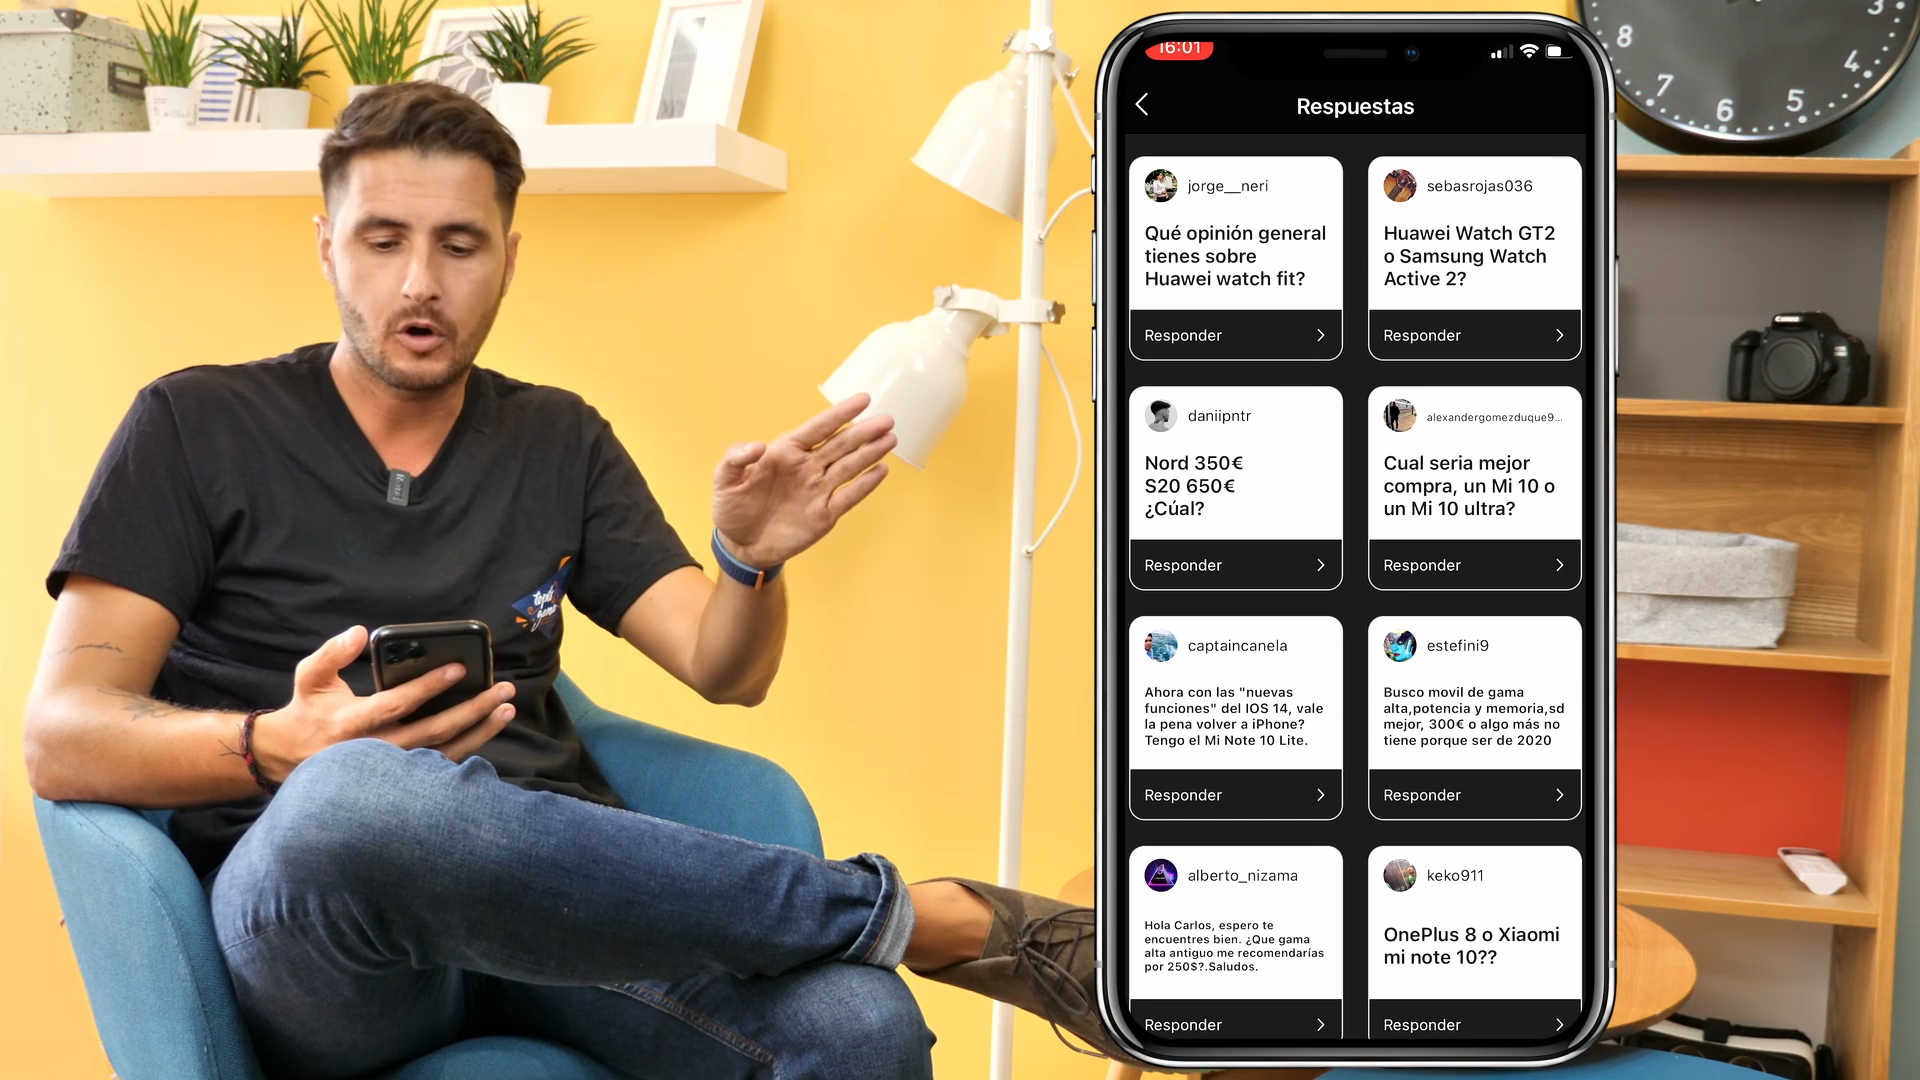 16:01
Respuestas
jorge__neri
Qué opinión general
tienes sobre
Huawei watch fit?
Responder
sebasrojas036
Huawei Watch GT2
o Samsung Watch
Active 2?
Responder
daniipntr
Nord 350€
S20 650€
¿Cúal?
Responder
alexandergomezduque9...
Cual seria mejor
compra, un Mi 10 o
un Mi 10 ultra?
Responder
captaincanela
Ahora con las "nuevas
funciones" del IOS 14, vale
la pena volver a iPhone?
Tengo el Mi Note 10 Lite.
Responder
estefini9
Busco movil de gama
alta,potencia y memoria,sd
mejor, 300€ o algo más no
tiene porque ser de 2020
Responder
alberto_nizama
Hola Carlos, espero te
encuentres bien. ¿Que gama
alta antiguo me recomendarías
por 250$?.Saludos.
Responder
keko911
OnePlus 8 o Xiaomi
mi note 10??
Responder
3
4
5
6
7
8
Canon
topes
gama